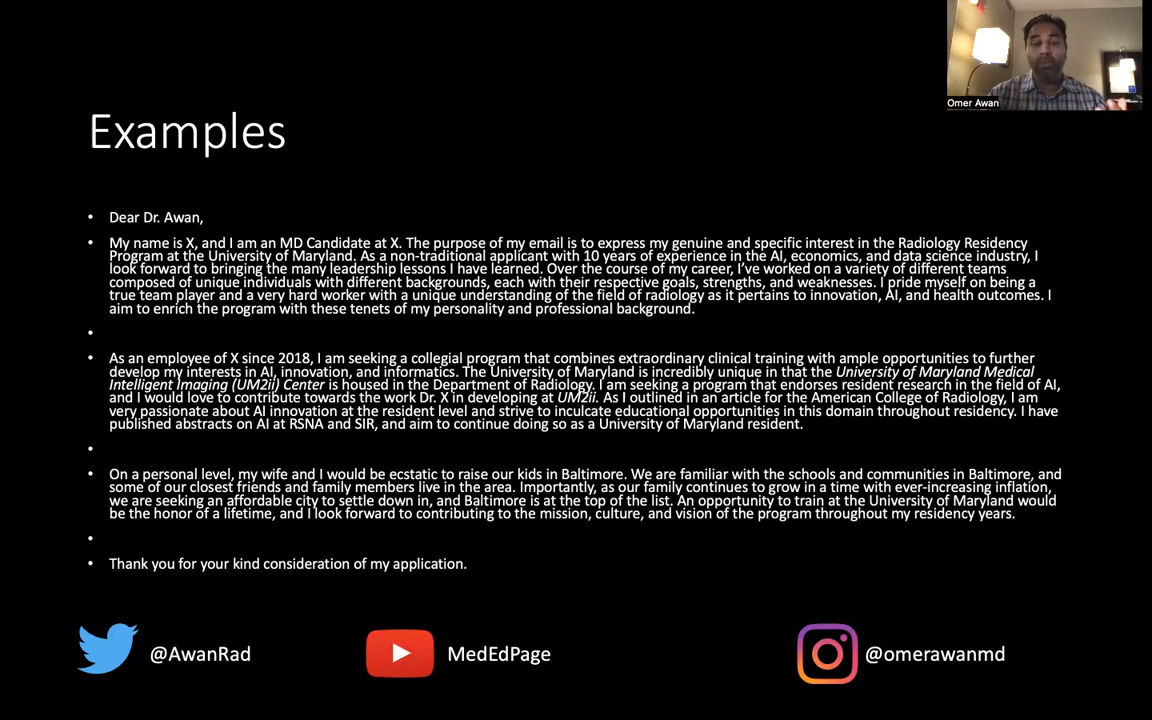 Omer Awan
Examples
• Dear Dr. Awan,
• My name is X, and I am an MD Candidate at X. The purpose of my email is to express my genuine and specific interest in the Radiology Residency
Program at the University of Maryland. As a non-traditional applicant with 10 years of experience in the AI, economics, and data science industry, I
look forward to bringing the many leadership lessons I have learned. Over the course of my career, I've worked on a variety of different teams
composed of unique individuals with different backgrounds, each with their respective goals, strengths, and weaknesses. I pride myself on being a
true team player and a very hard worker with a unique understanding of the field of radiology as it pertains to innovation, AI, and health outcomes. I
aim to enrich the program with these tenets of my personality and professional background.
•
• As an employee of X since 2018, I am seeking a collegial program that combines extraordinary clinical training with ample opportunities to further
develop my interests in AI, innovation, and informatics. The University of Maryland is incredibly unique in that the University of Maryland Medical
Intelligent Imaging (UM2ii) Center is housed in the Department of Radiology. I am seeking a program that endorses resident research in the field of AI,
and I would love to contribute towards the work Dr. X in developing at UM2ii. As I outlined in an article for the American College of Radiology, I am
very passionate about AI innovation at the resident level and strive to inculcate educational opportunities in this domain throughout residency. I have
published abstracts on AI at RSNA and SIR, and aim to continue doing so as a University of Maryland resident.
•
• On a personal level, my wife and I would be ecstatic to raise our kids in Baltimore. We are familiar with the schools and communities in Baltimore, and
some of our closest friends and family members live in the area. Importantly, as our family continues to grow in a time with ever-increasing inflation,
we are seeking an affordable city to settle down in, and Baltimore is at the top of the list. An opportunity to train at the University of Maryland would
be the honor of a lifetime, and I look forward to contributing to the mission, culture, and vision of the program throughout my residency years.
•
• Thank you for your kind consideration of my application.
@AwanRad
MedEdPage
@omerawanmd